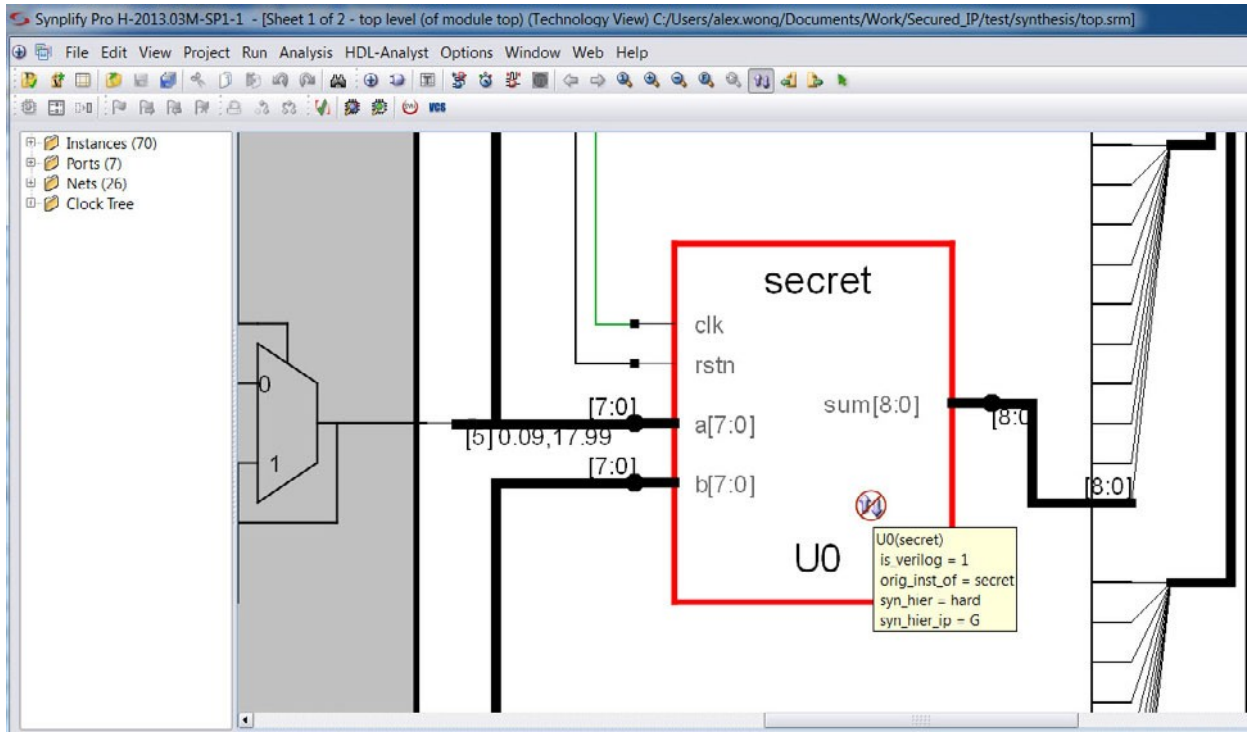 Synplify Pro H-2013.03M-SP1-1 - [Sheet 1 of 2 - top level (of module top) (Technology View) C:/Users/alex.wong/Documents/Work/Secured_IP/test/synthesis/top.srm]
File Edit View Project Run Analysis HDL-Analyst Options Window Web Help
VCS
Instances (70)
Ports (7)
Nets (26)
Clock Tree
0
1
secret
clk
rstn
[7:0]
a[7:0]
[5] 0.09,17.99
[7:0]
b[7:0]
sum[8:0]
[8:0
[8:0]
U0
U0(secret)
is_verilog = 1
orig_inst_of = secret
syn_hier = hard
syn_hier_ip = G